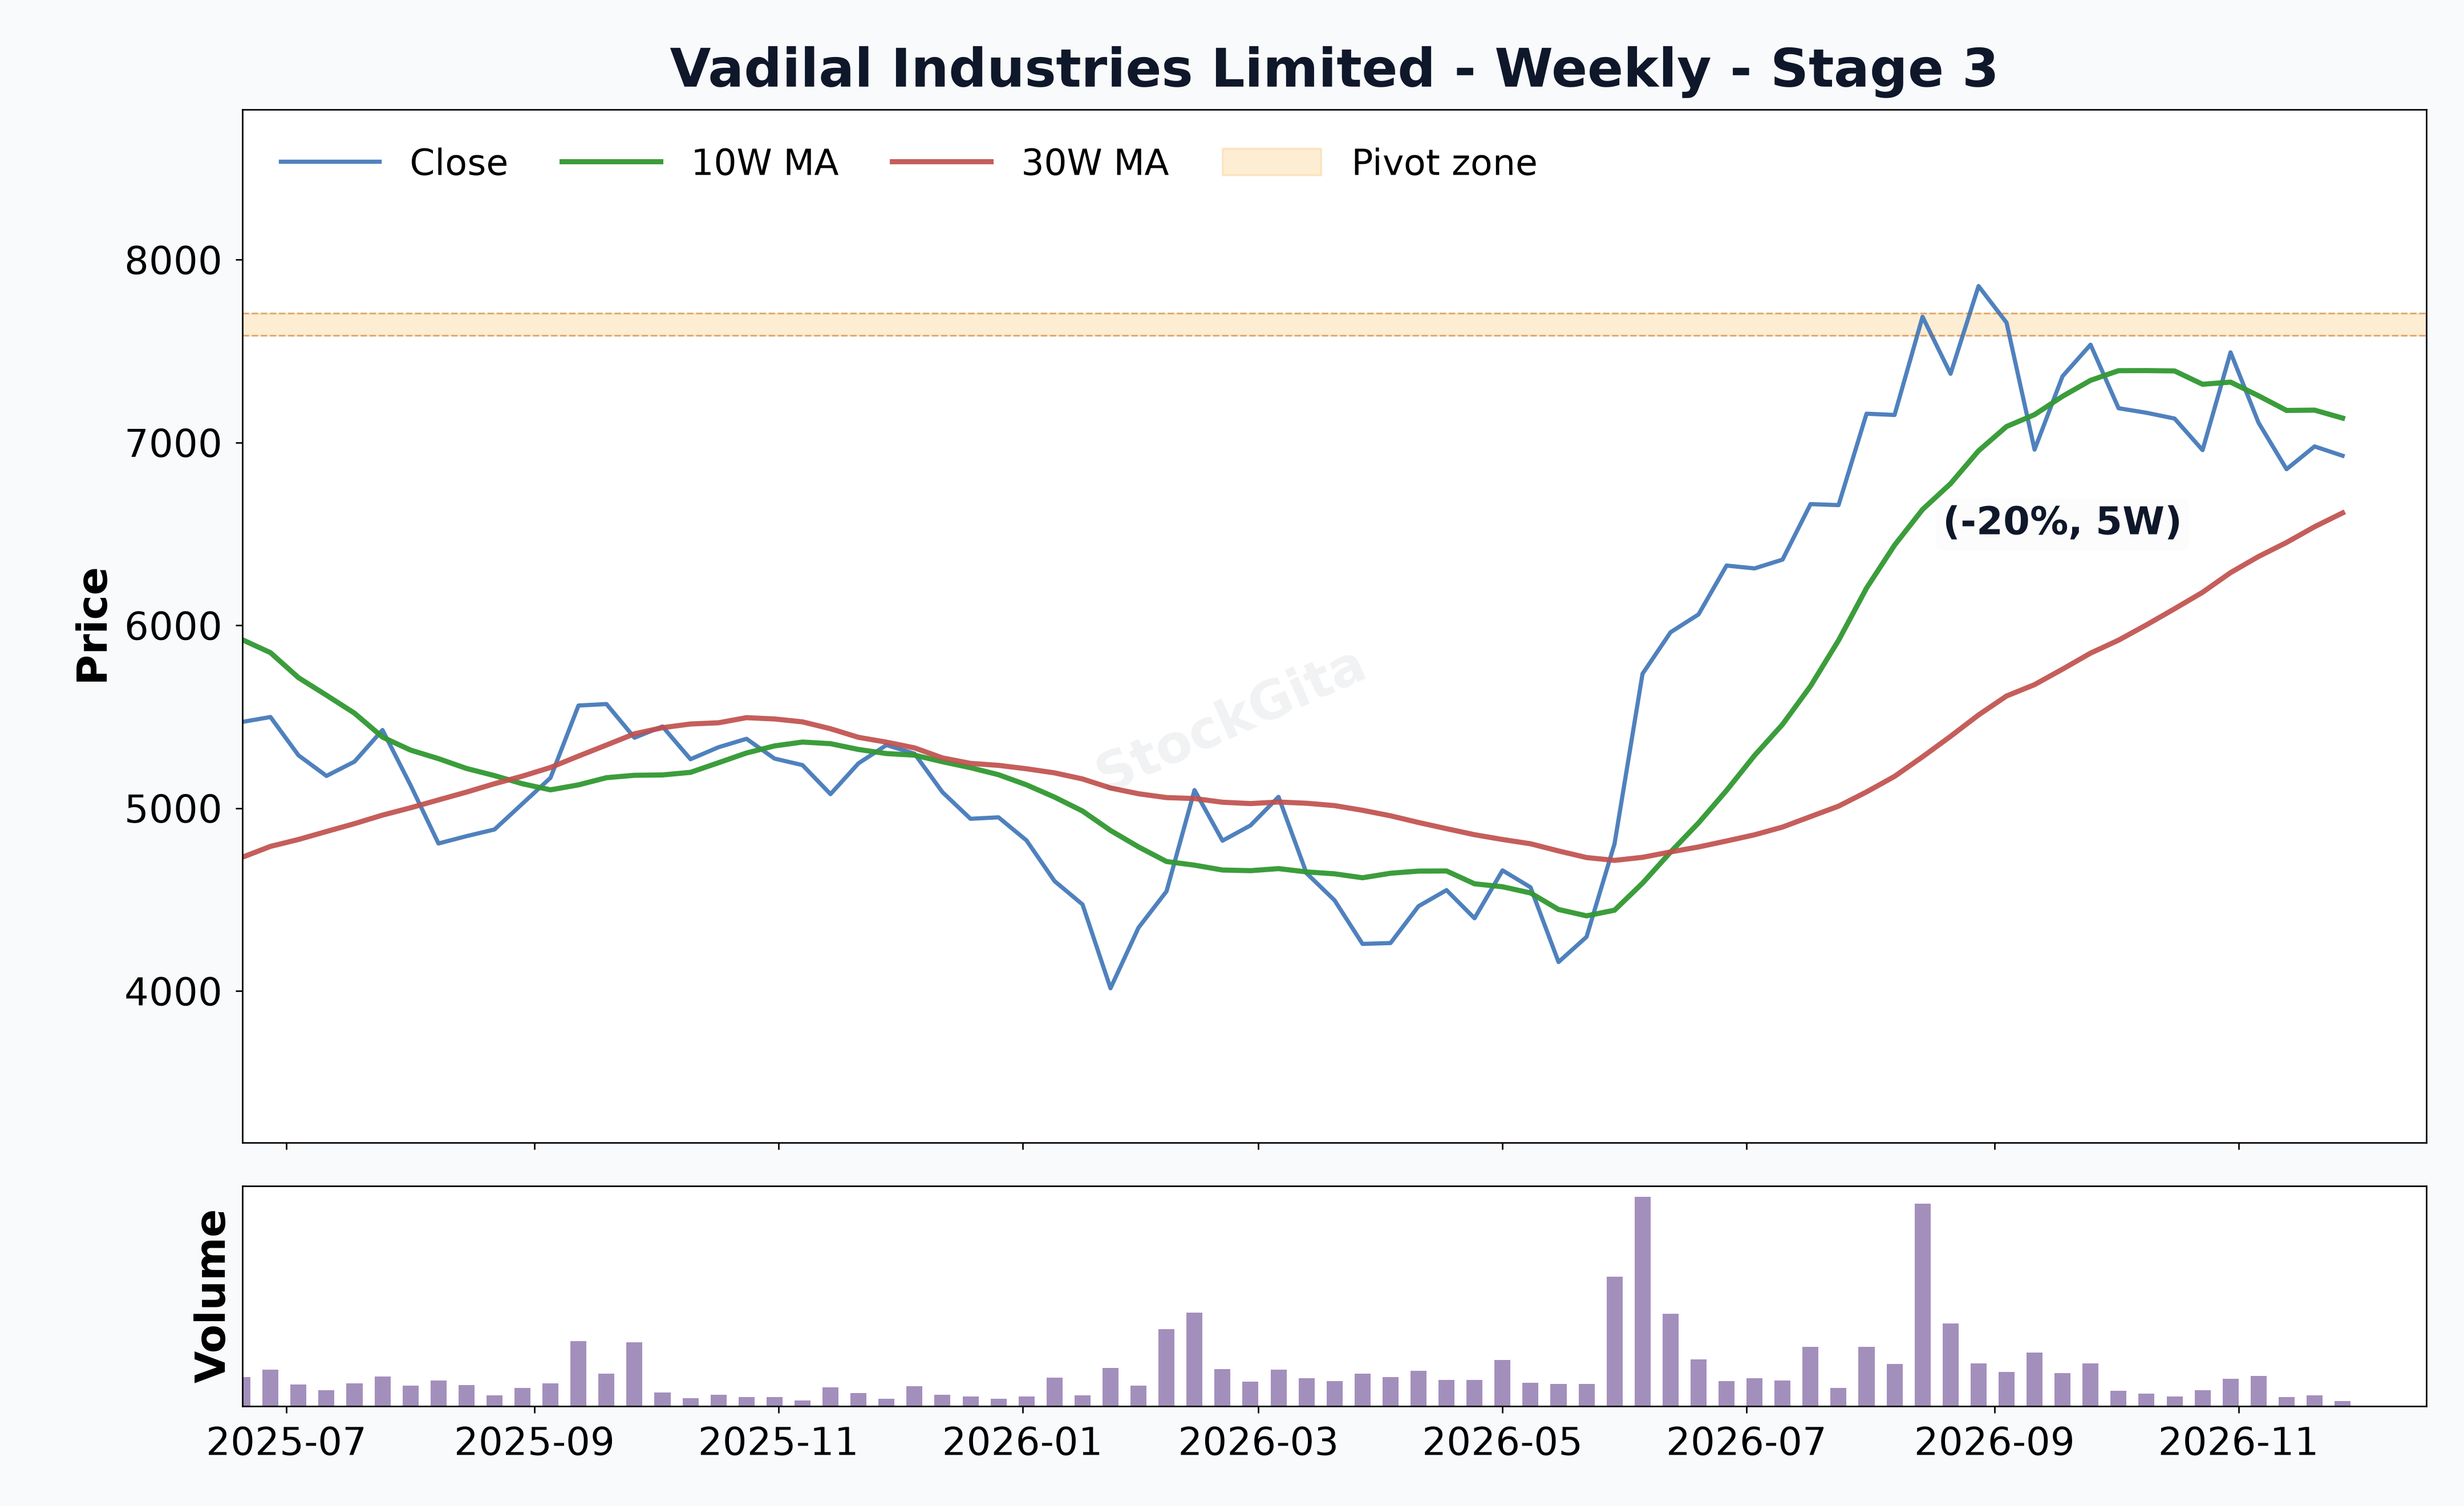 Vadilal Industries Limited - Weekly - Stage 3
Close 10W MA 30W MA Pivot zone
8000
7000
6000
5000
4000
Price
(-20%, 5W)
StockGita
Volume
2025-07 2025-09 2025-11 2026-01 2026-03 2026-05 2026-07 2026-09 2026-11